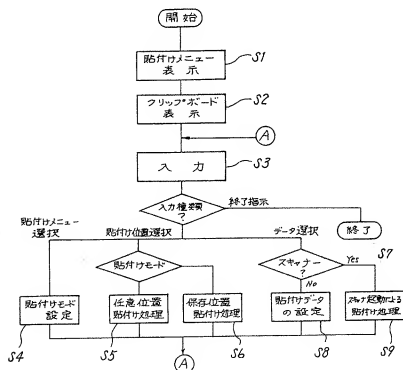 開始
貼付けメニュー
表示
S1
クリップボード
表示
S2
A
入力
S3
入力種類
?
終了指示
終了
貼付けメニュー
選択
貼付け位置選択
データ選択
S7
貼付けモード
スキャナー
?
Yes
No
貼付けモード
設定
S4
任意位置
貼付け処理
S5
保存位置
貼付け処理
S6
貼付けデータ
の設定
S8
スキャナ起動による
貼付け処理
S9
A